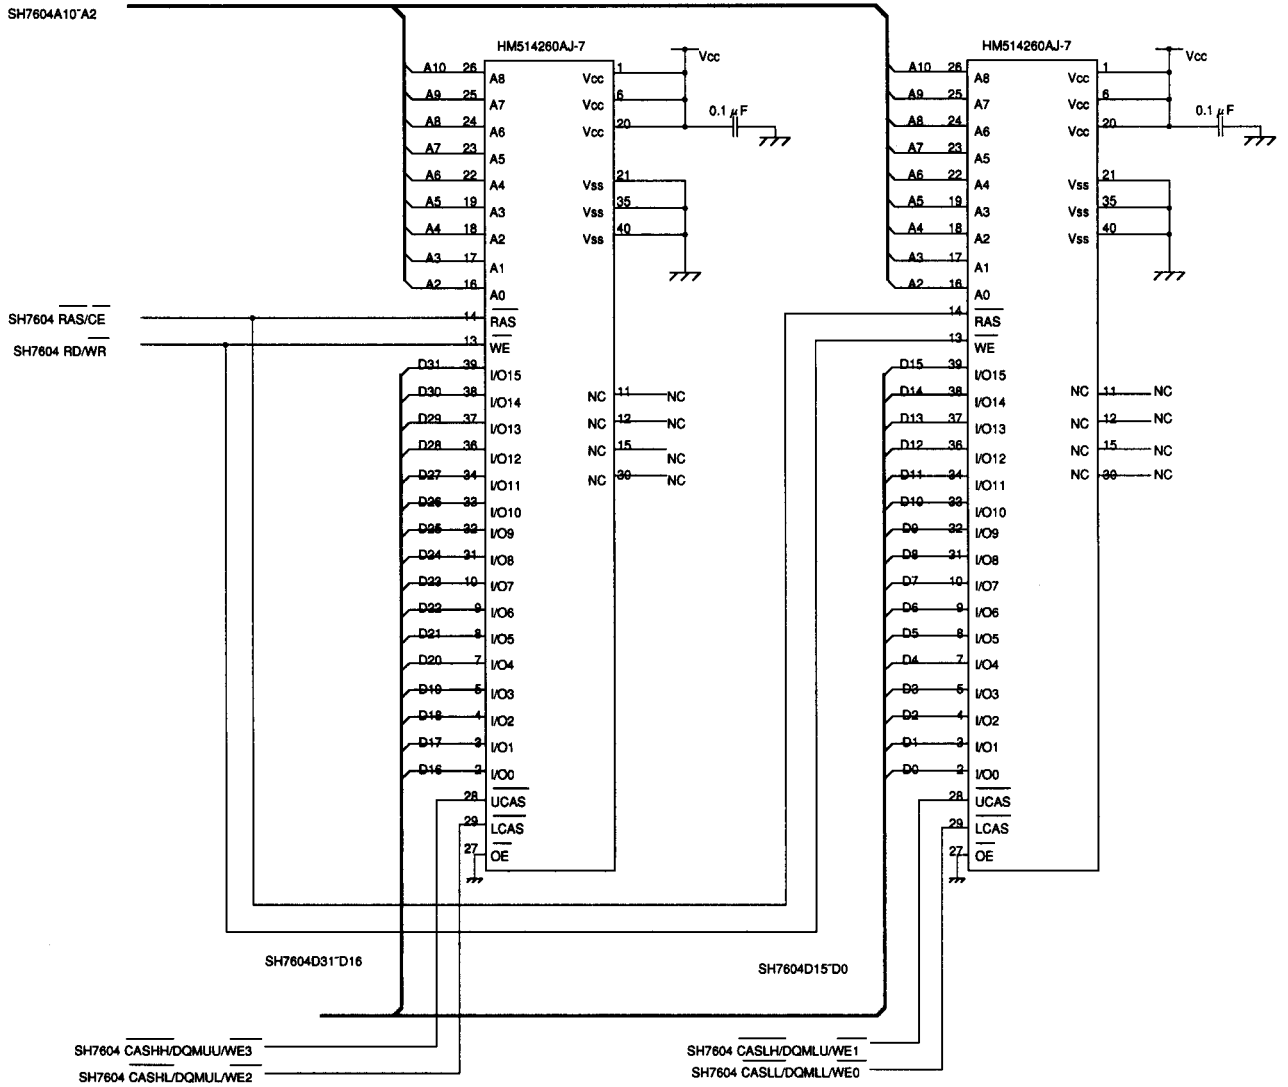 SH7604A10~A2
HM514260AJ-7
A10 26 A8
A9 25 A7
A8 24 A6
A7 23 A5
A6 22 A4
A5 19 A3
A4 18 A2
A3 17 A1
A2 16 A0
SH7604 RAS/CE 14 RAS
SH7604 RD/WR 13 WE
D31 39 I/O15
D30 38 I/O14
D29 37 I/O13
D28 36 I/O12
D27 34 I/O11
D26 33 I/O10
D25 32 I/O9
D24 31 I/O8
D23 10 I/O7
D22 9 I/O6
D21 8 I/O5
D20 7 I/O4
D19 5 I/O3
D18 4 I/O2
D17 3 I/O1
D16 2 I/O0
28 UCAS
29 LCAS
27 OE
Vcc
Vcc 1
Vcc 6
Vcc 20
0.1 µF
Vss 21
Vss 35
Vss 40
NC 11 NC
NC 12 NC
NC 15 NC
NC 30 NC
HM514260AJ-7
A10 26 A8
A9 25 A7
A8 24 A6
A7 23 A5
A6 22 A4
A5 19 A3
A4 18 A2
A3 17 A1
A2 16 A0
14 RAS
13 WE
D15 39 I/O15
D14 38 I/O14
D13 37 I/O13
D12 36 I/O12
D11 34 I/O11
D10 33 I/O10
D9 32 I/O9
D8 31 I/O8
D7 10 I/O7
D6 9 I/O6
D5 8 I/O5
D4 7 I/O4
D3 5 I/O3
D2 4 I/O2
D1 3 I/O1
D0 2 I/O0
28 UCAS
29 LCAS
27 OE
Vcc
Vcc 1
Vcc 6
Vcc 20
0.1 µF
Vss 21
Vss 35
Vss 40
NC 11 NC
NC 12 NC
NC 15 NC
NC 30 NC
SH7604D31~D16
SH7604D15~D0
SH7604 CASHH/DQMUU/WE3
SH7604 CASHL/DQMUL/WE2
SH7604 CASLH/DQMLU/WE1
SH7604 CASLL/DQMLL/WE0